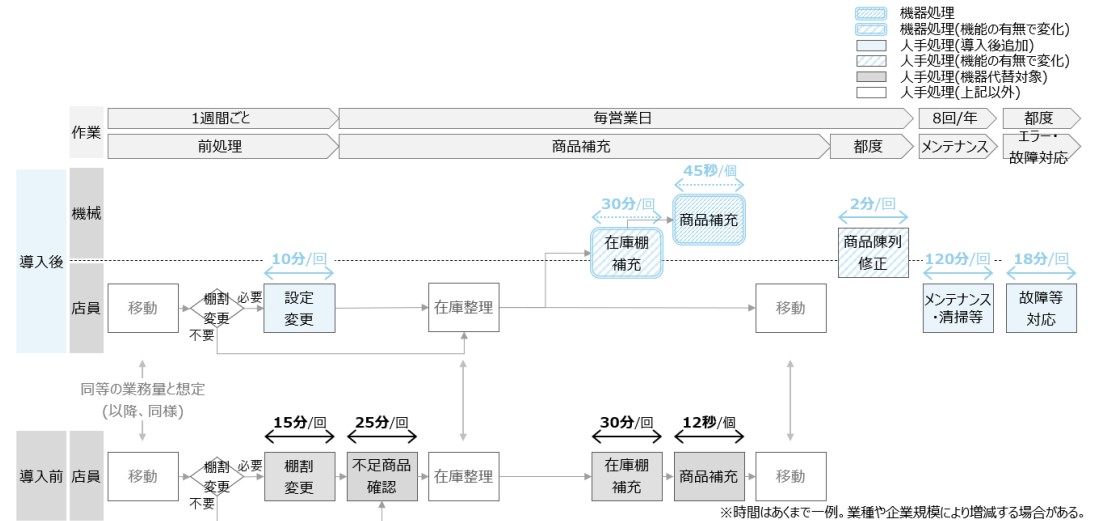 機器処理
機器処理(機能の有無で変化)
人手処理(導入後追加)
人手処理(機能の有無で変化)
人手処理(機器代替対象)
人手処理(上記以外)
作業
1週間ごと
毎営業日
8回/年
都度
前処理
商品補充
都度
メンテナンス
エラー・
故障対応
導入後
機械
45秒/個
商品補充
30分/回
在庫棚
補充
2分/回
商品陳列
修正
店員
移動
棚割
変更
必要
不要
10分/回
設定
変更
在庫整理
移動
120分/回
メンテナンス
・清掃等
18分/回
故障等
対応
同等の業務量と想定
(以降、同様)
導入前
店員
移動
棚割
変更
必要
不要
15分/回
棚割
変更
25分/回
不足商品
確認
在庫整理
30分/回
在庫棚
補充
12秒/個
商品補充
移動
※時間はあくまで一例。業種や企業規模により増減する場合がある。